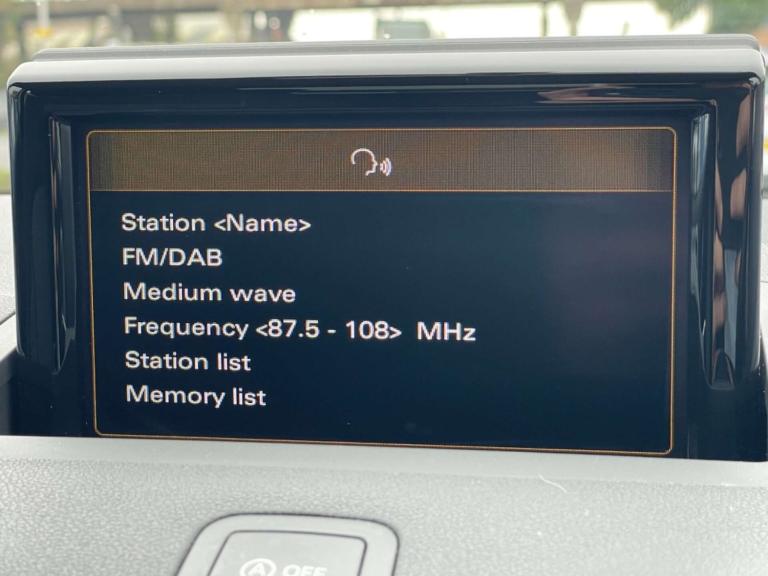 Station <Name>
FM/DAB
Medium wave
Frequency <87.5 - 108> MHz
Station list
Memory list
A OFF